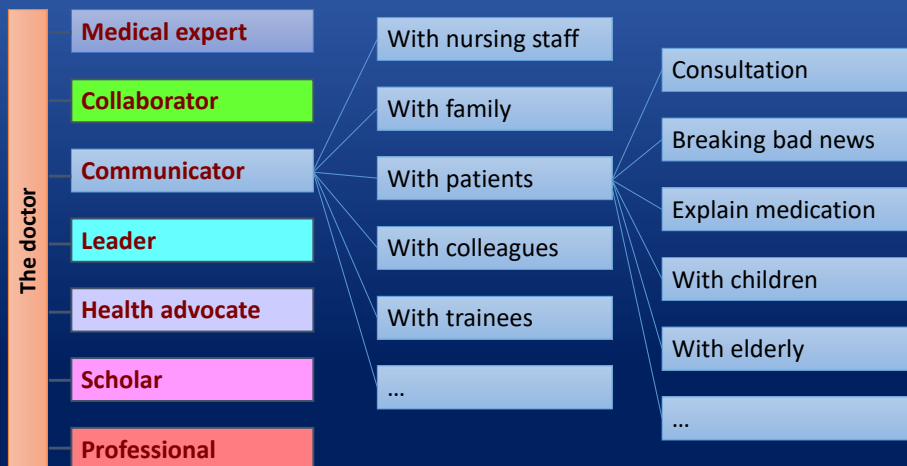 The doctor
Medical expert
Collaborator
Communicator
Leader
Health advocate
Scholar
Professional
With nursing staff
With family
With patients
With colleagues
With trainees
...
Consultation
Breaking bad news
Explain medication
With children
With elderly
...